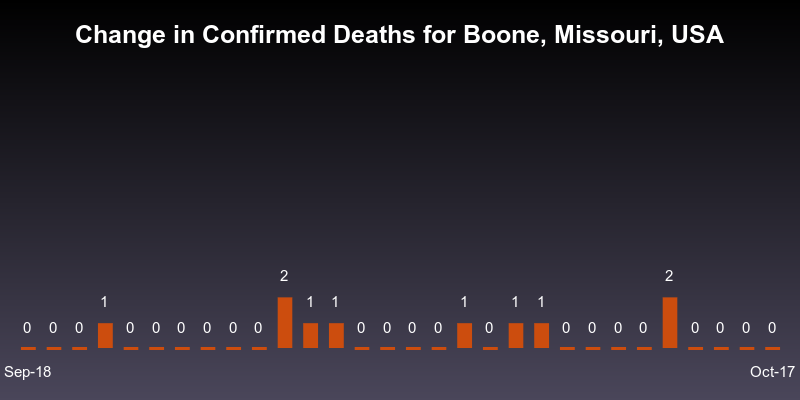 Change in Confirmed Deaths for Boone, Missouri, USA
0 0 0 1 0 0 0 0 0 0 2 1 1 0 0 0 0 1 0 1 1 0 0 0 0 2 0 0 0 0
Sep-18 Oct-17